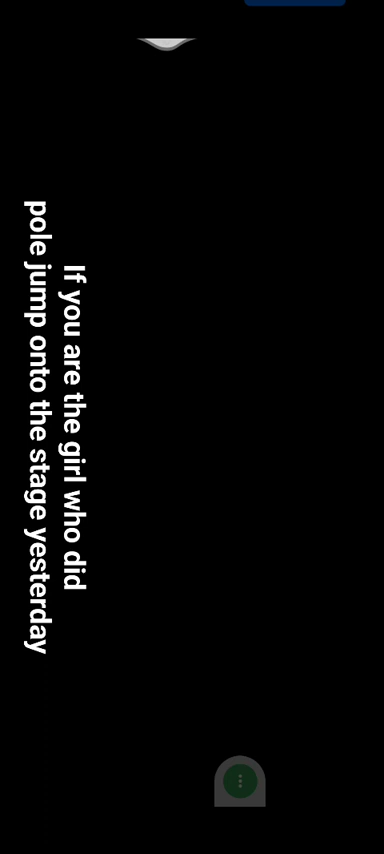 If you are the girl who did
pole jump onto the stage yesterday